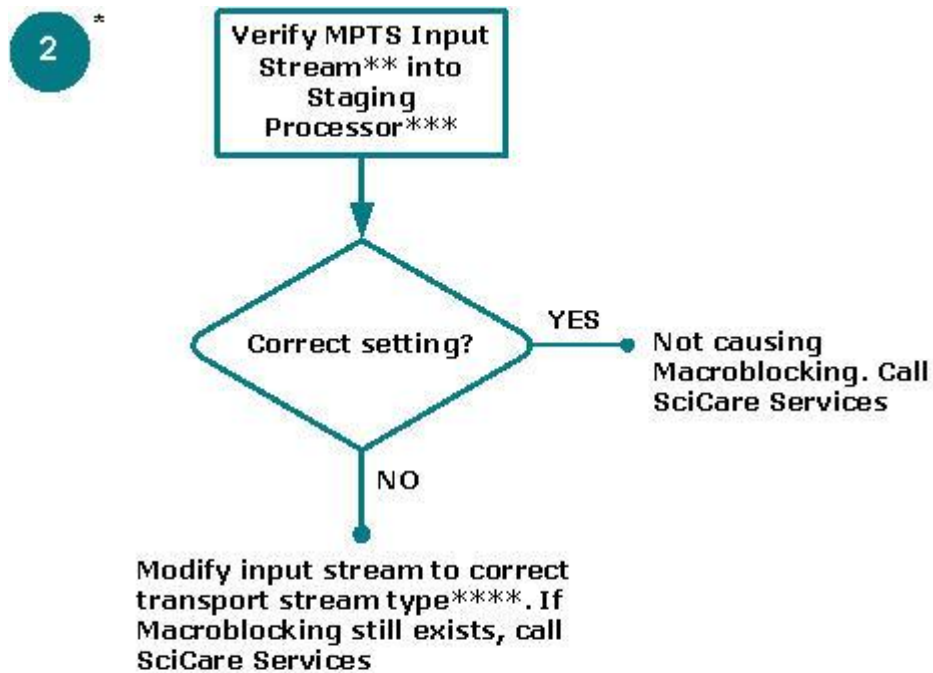 2 *
Verify MPTS Input
Stream** into
Staging
Processor***
Correct setting?
YES
Not causing
Macroblocking. Call
SciCare Services
NO
Modify input stream to correct
transport stream type****. If
Macroblocking still exists, call
SciCare Services